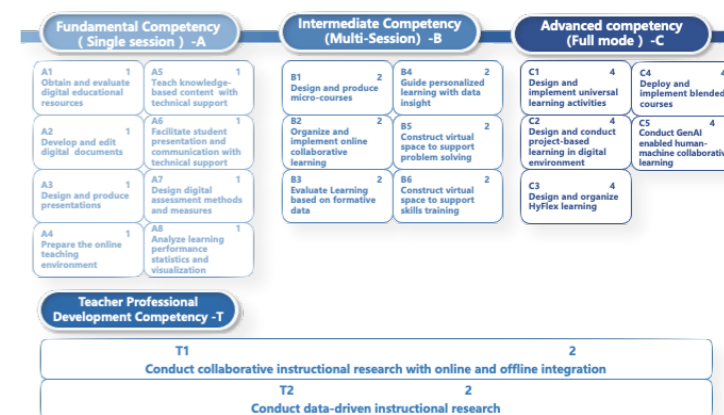 Fundamental Competency
( Single session ) -A
A1 1
Obtain and evaluate
digital educational
resources
A2 1
Develop and edit
digital documents
A3 1
Design and produce
presentations
A4 1
Prepare the online
teaching
environment
A5 1
Teach knowledge-
based content with
technical support
A6 1
Facilitate student
presentation and
communication with
technical support
A7 1
Design digital
assessment methods
and measures
A8 1
Analyze learning
performance
statistics and
visualization
Intermediate Competency
(Multi-Session) -B
B1 2
Design and produce
micro-courses
B2 2
Organize and
implement online
collaborative
learning
B3 2
Evaluate Learning
based on formative
data
B4 2
Guide personalized
learning with data
insight
B5 2
Construct virtual
space to support
problem solving
B6 2
Construct virtual
space to support
skills training
Advanced competency
(Full mode ) -C
C1 4
Design and
implement universal
learning activities
C2 4
Design and conduct
project-based
learning in digital
environment
C3 4
Design and organize
HyFlex learning
C4 4
Deploy and
implement blended
courses
C5 4
Conduct GenAI
enabled human-
machine collaborativ
learning
Teacher Professional
Development Competency -T
T1 2
Conduct collaborative instructional research with online and offline integration
T2 2
Conduct data-driven instructional research